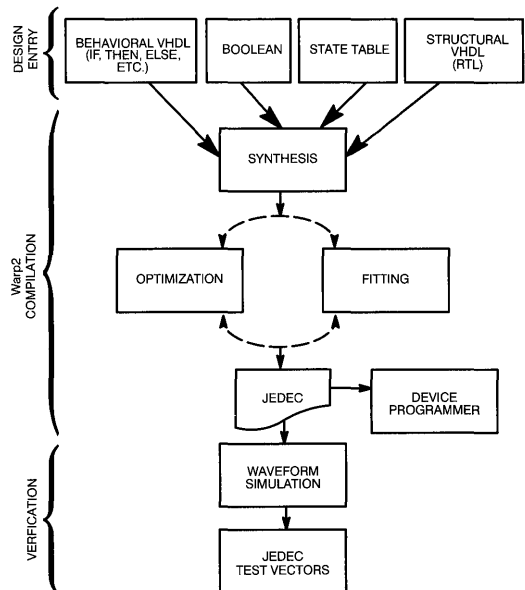 DESIGN
ENTRY
BEHAVIORAL VHDL
(IF, THEN, ELSE,
ETC.)
BOOLEAN
STATE TABLE
STRUCTURAL
VHDL
(RTL)
Warp2
COMPILATION
SYNTHESIS
OPTIMIZATION
FITTING
JEDEC
DEVICE
PROGRAMMER
VERFICATION
WAVEFORM
SIMULATION
JEDEC
TEST VECTORS